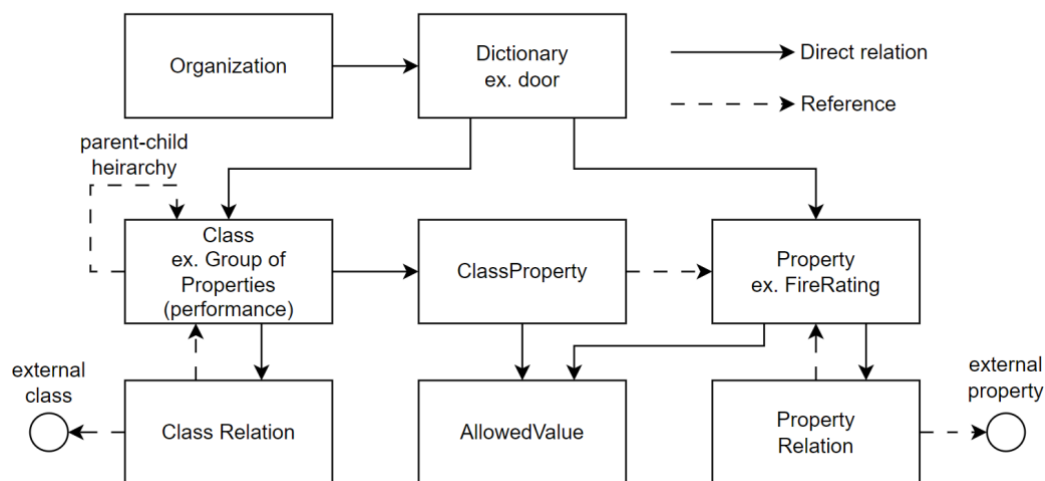 Organization
Dictionary
ex. door
Direct relation
Reference
parent-child
heirarchy
Class
ex. Group of
Properties
(performance)
ClassProperty
Property
ex. FireRating
external
class
Class Relation
AllowedValue
Property
Relation
external
property